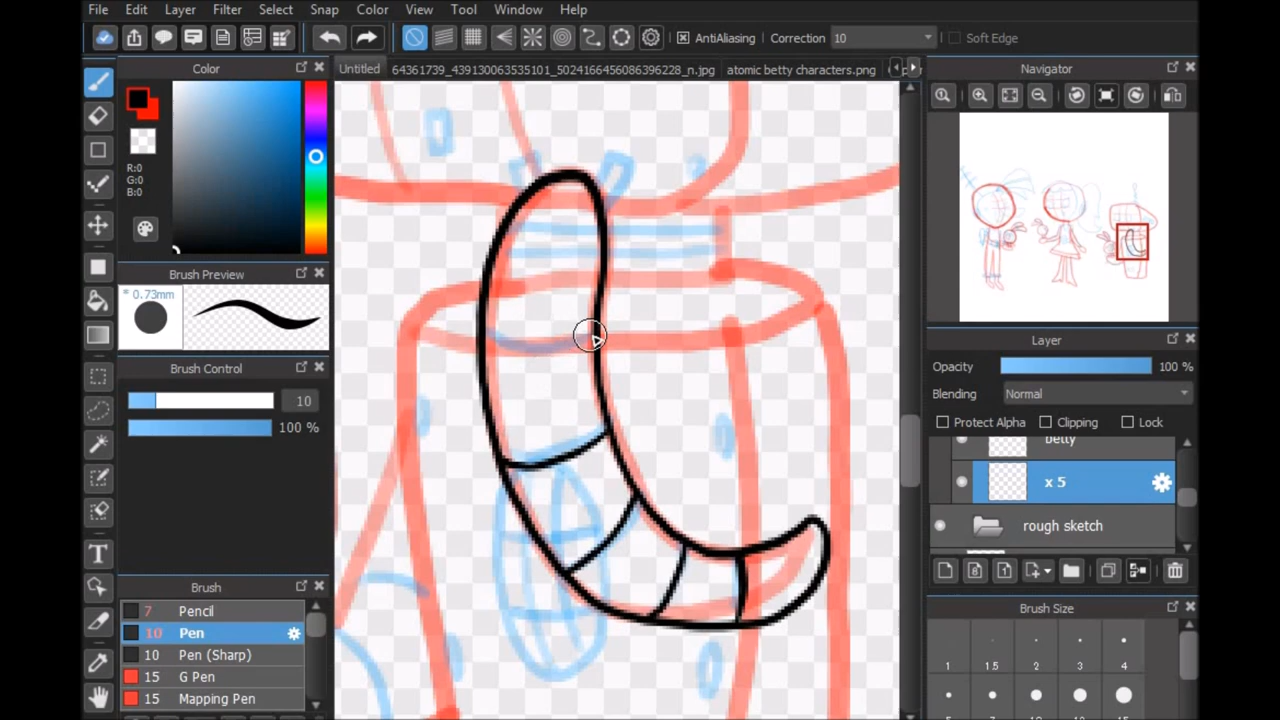 File Edit Layer Filter Select Snap Color View Tool Window Help
AntiAliasing Correction 10 Soft Edge
Color
Untitled 64361739_439130063535101_5024166456086396228_n.jpg atomic betty characters.png
Navigator
R:0
G:0
B:0
Brush Preview
* 0.73mm
Brush Control
10
100 %
Brush
7 Pencil
10 Pen
10 Pen (Sharp)
15 G Pen
15 Mapping Pen
Layer
Opacity 100 %
Blending Normal
Protect Alpha Clipping Lock
betty
x 5
rough sketch
Brush Size
1 1.5 2 3 4